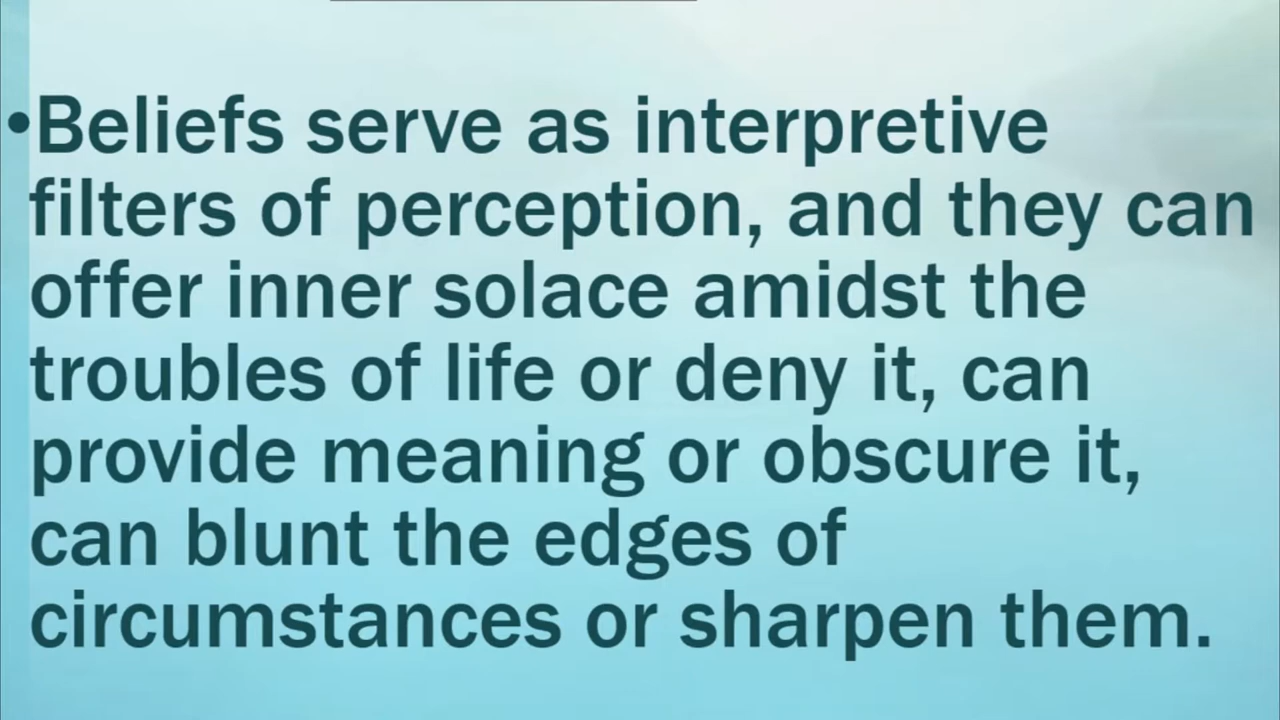 •Beliefs serve as interpretive
filters of perception, and they can
offer inner solace amidst the
troubles of life or deny it, can
provide meaning or obscure it,
can blunt the edges of
circumstances or sharpen them.